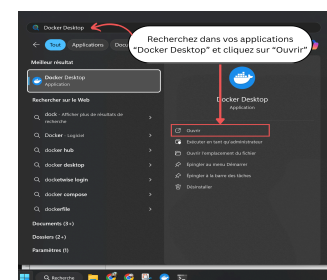 Docker Desktop
Recherchez dans vos applications
"Docker Desktop" et cliquez sur "Ouvrir"
Tout
Applications
Docu
Meilleur résultat
Docker Desktop
Application
Rechercher sur le Web
dock - Afficher plus de résultats de
recherche
Docker - Logiciel
docker hub
docker desktop
docketwise login
docker compose
dockerfile
Documents (3+)
Dossiers (2+)
Paramètres (1)
Docker Desktop
Application
Ouvrir
Exécuter en tant qu'administrateur
Ouvrir l'emplacement du fichier
Épingler au menu Démarrer
Épingler à la barre des tâches
Désinstaller
Recherche